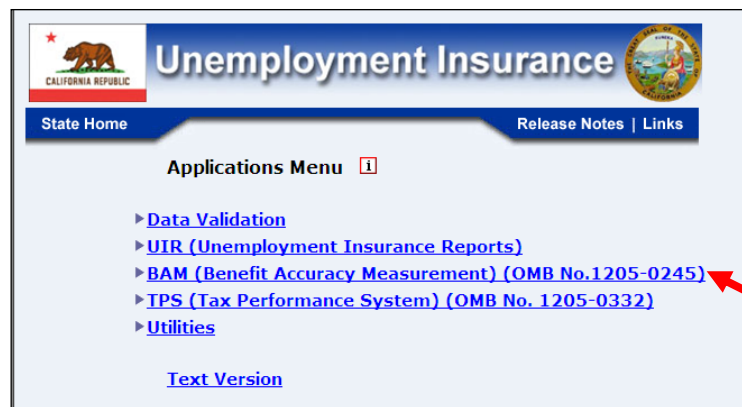 CALIFORNIA REPUBLIC
Unemployment Insurance
State Home
Release Notes | Links
Applications Menu i
Data Validation
UIR (Unemployment Insurance Reports)
BAM (Benefit Accuracy Measurement) (OMB No.1205-0245)
TPS (Tax Performance System) (OMB No. 1205-0332)
Utilities
Text Version